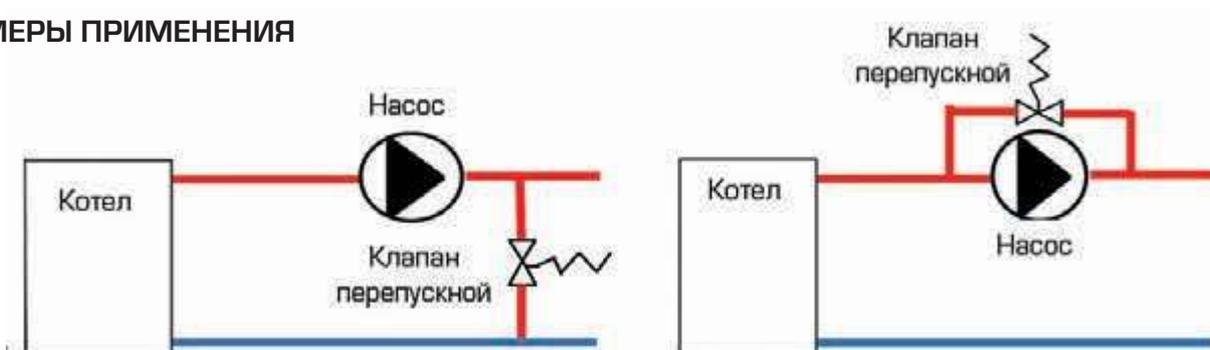 МЕРЫ ПРИМЕНЕНИЯ
Насос
Котел
Клапан
перепускной
Клапан
перепускной
Котел
Насос